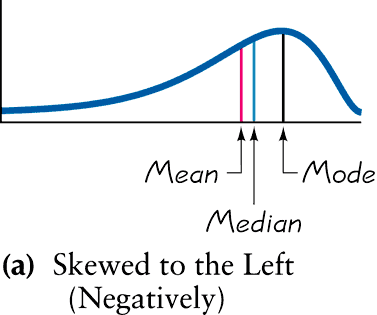 Mean
Mode
Median
(a) Skewed to the Left
(Negatively)